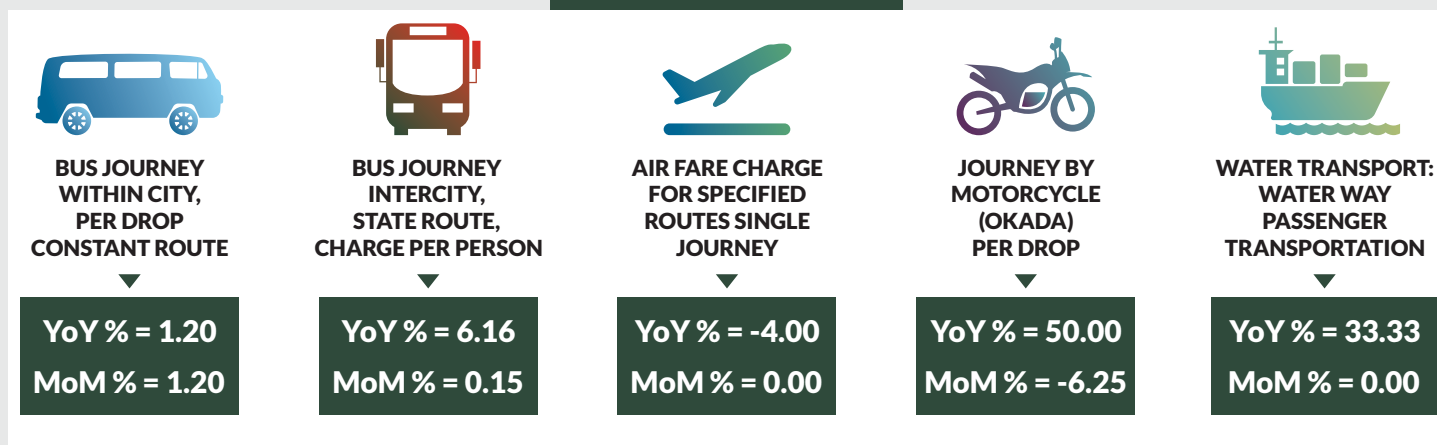 BUS JOURNEY
WITHIN CITY,
PER DROP
CONSTANT ROUTE
YoY % = 1.20
MoM % = 1.20
BUS JOURNEY
INTERCITY,
STATE ROUTE,
CHARGE PER PERSON
YoY % = 6.16
MoM % = 0.15
AIR FARE CHARGE
FOR SPECIFIED
ROUTES SINGLE
JOURNEY
YoY % = -4.00
MoM % = 0.00
JOURNEY BY
MOTORCYCLE
(OKADA)
PER DROP
YoY % = 50.00
MoM % = -6.25
WATER TRANSPORT:
WATER WAY
PASSENGER
TRANSPORTATION
YoY % = 33.33
MoM % = 0.00